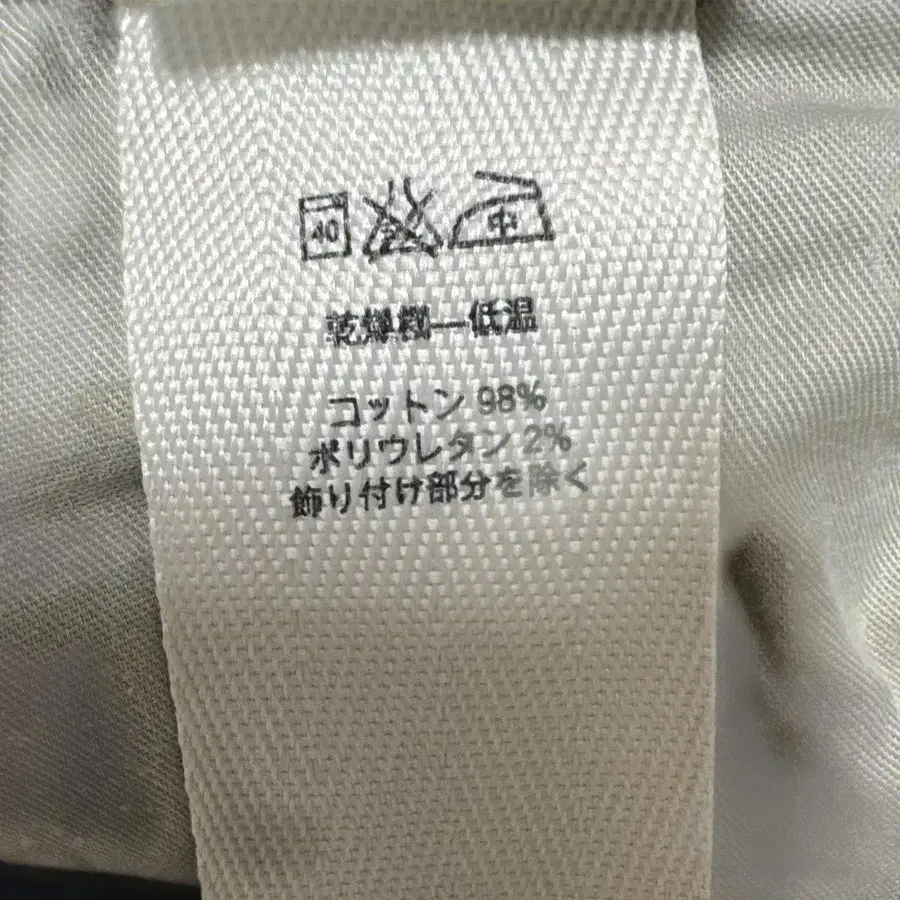 40 中
乾燥機—低温
コットン 98%
ポリウレタン 2%
飾り付け部分を除く